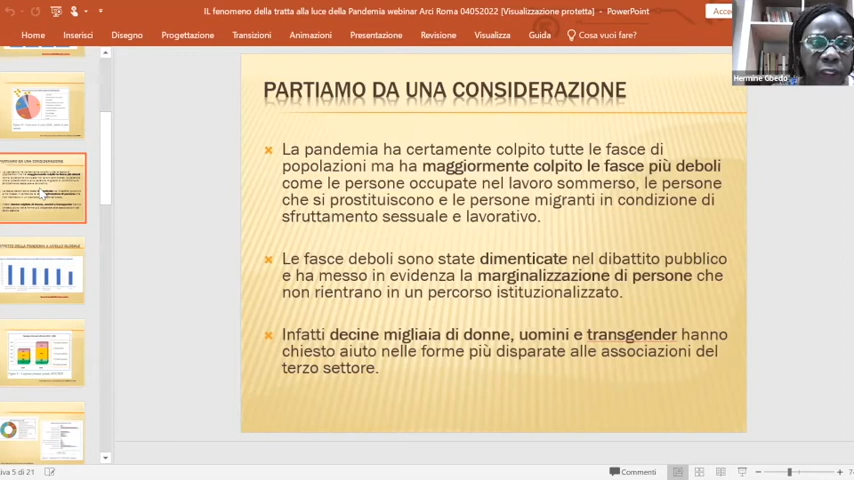 IL fenomeno della tratta alla luce della Pandemia webinar Arci Roma 04052022 [Visualizzazione protetta] - PowerPoint
Acce
Home Inserisci Disegno Progettazione Transizioni Animazioni Presentazione Revisione Visualizza Guida Cosa vuoi fare?
Hermine Gbedo
PARTIAMO DA UNA CONSIDERAZIONE
La pandemia ha certamente colpito tutte le fasce di
popolazioni ma ha maggiormente colpito le fasce più deboli
come le persone occupate nel lavoro sommerso, le persone
che si prostituiscono e le persone migranti in condizione di
sfruttamento sessuale e lavorativo.
Le fasce deboli sono state dimenticate nel dibattito pubblico
e ha messo in evidenza la marginalizzazione di persone che
non rientrano in un percorso istituzionalizzato.
Infatti decine migliaia di donne, uomini e transgender hanno
chiesto aiuto nelle forme più disparate alle associazioni del
terzo settore.
tiva 5 di 21
Commenti